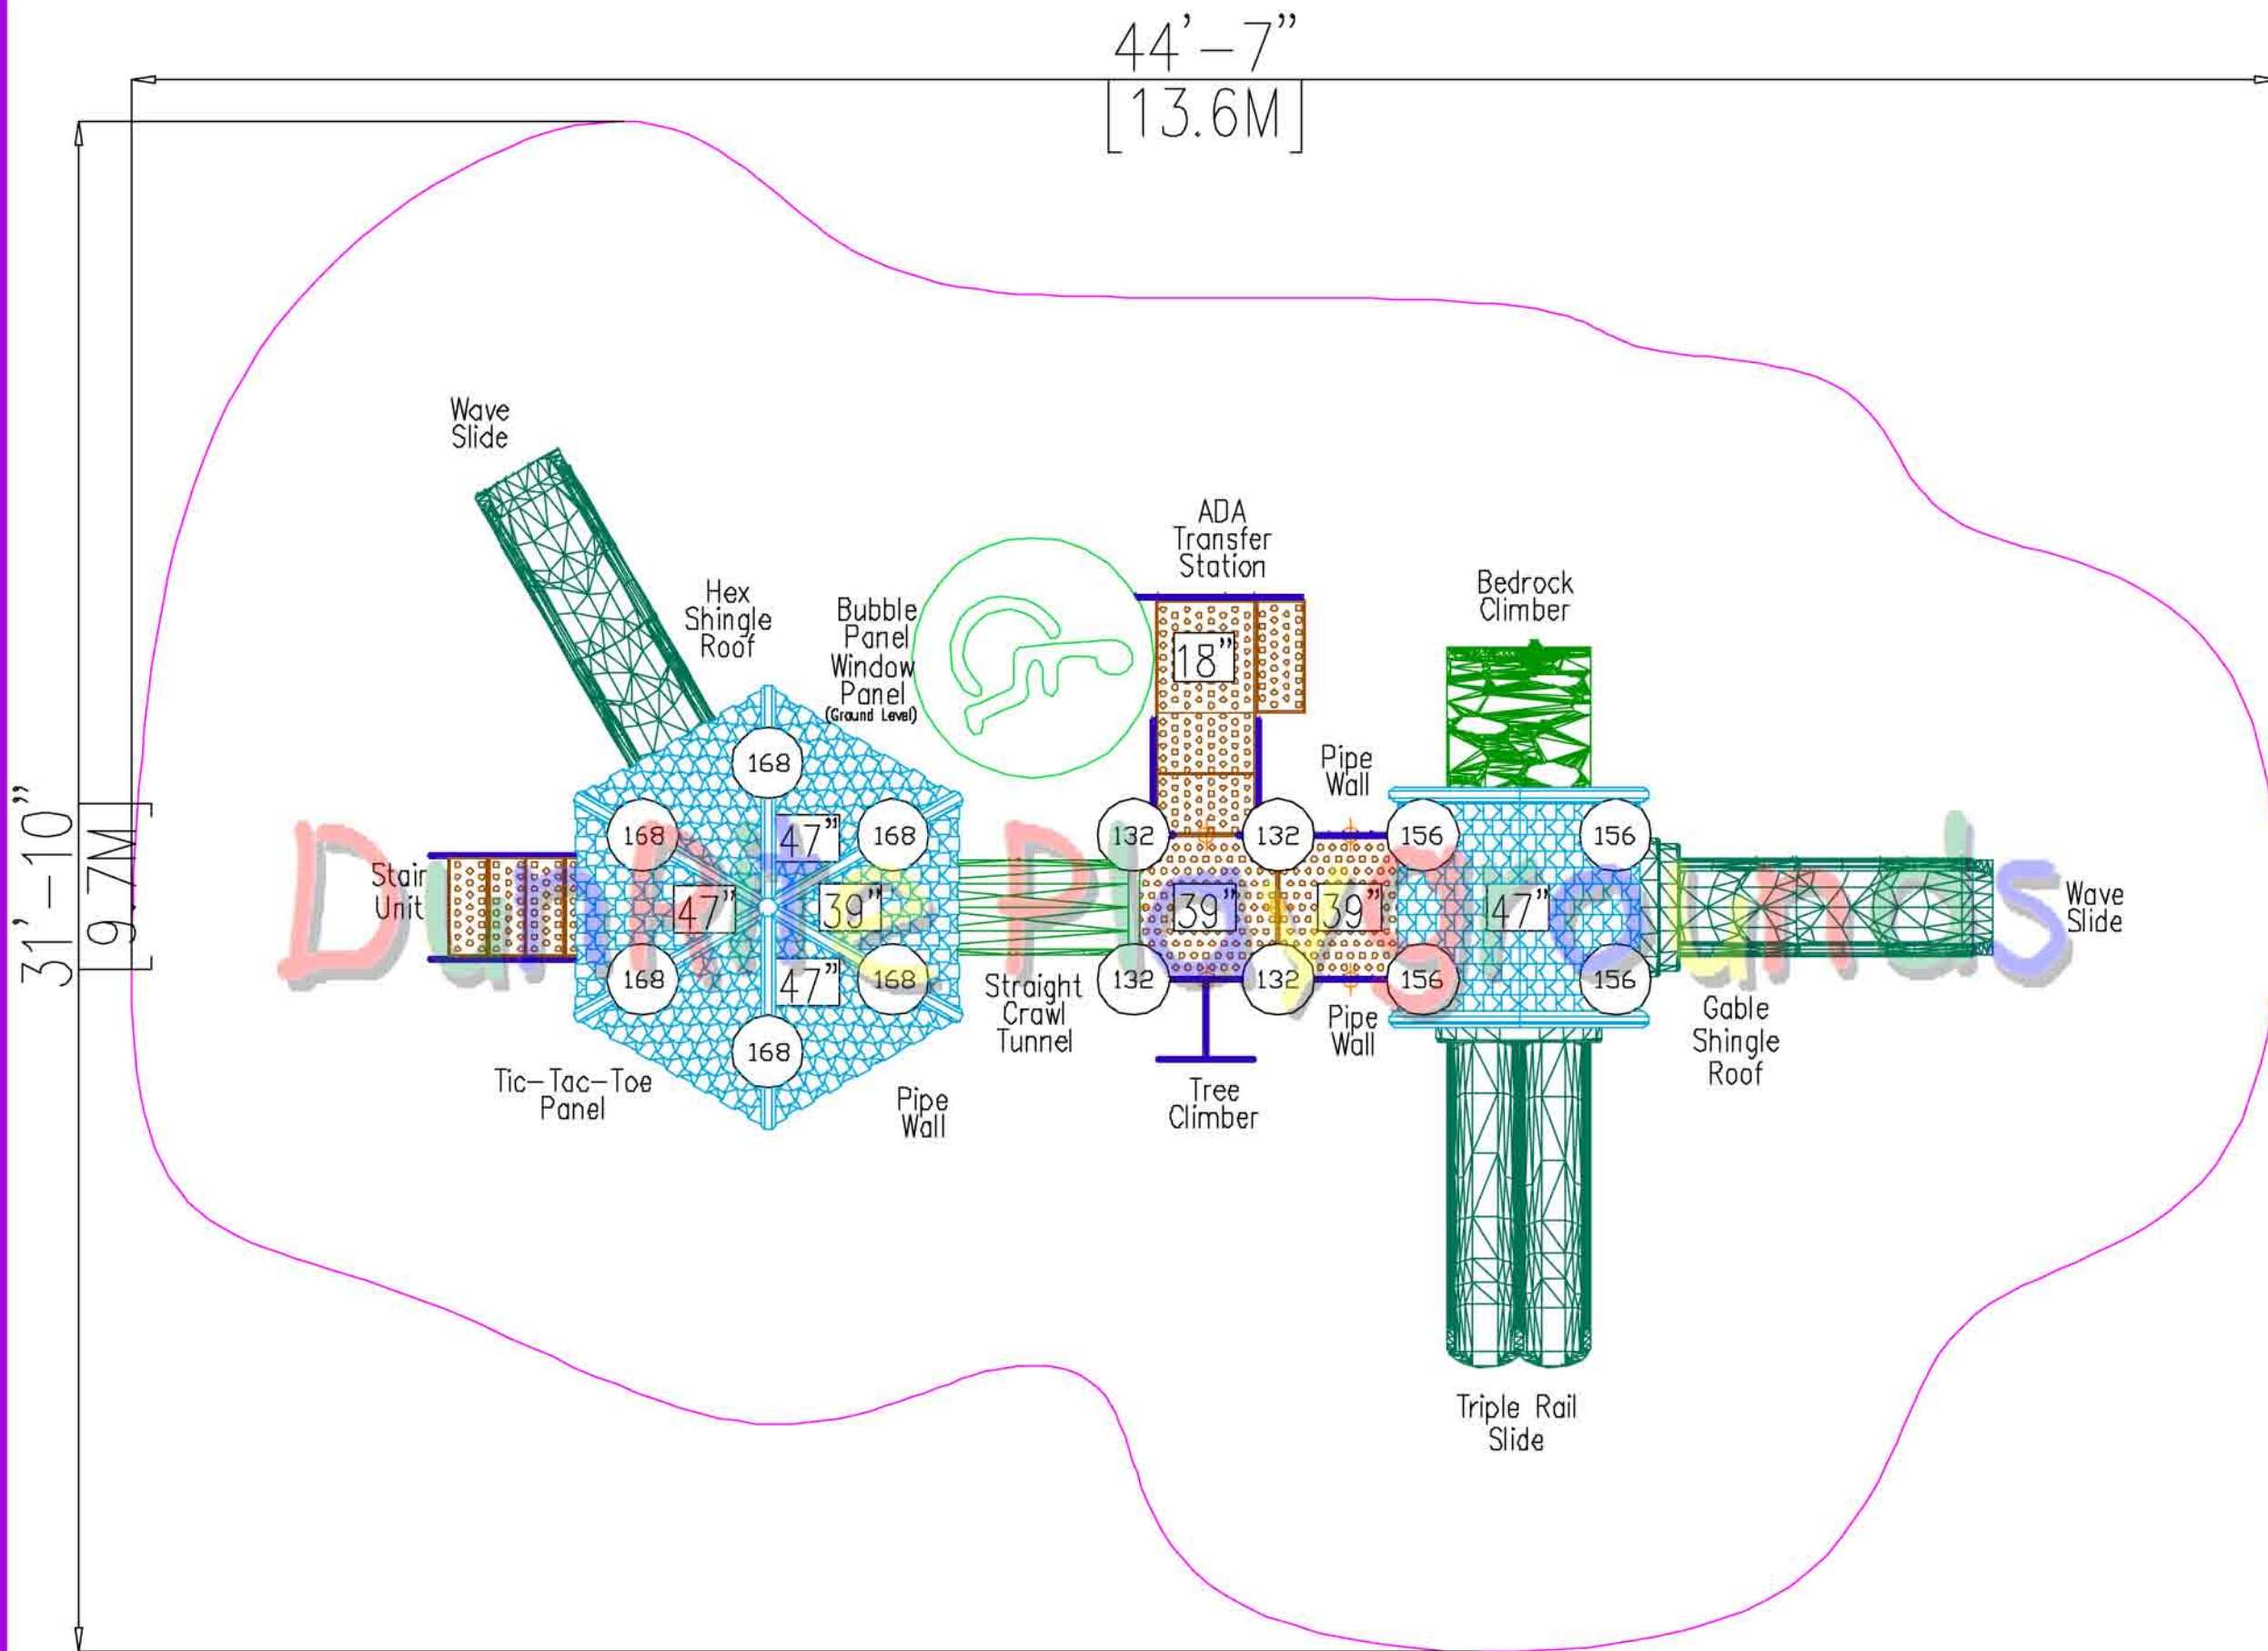 44'-7"
[13.6M]
31'-10"
9.7M
Wave
Slide
ADA
Transfer
Station
18"
Hex
Shingle
Roof
Bubble
Panel
Window
Panel
(Ground Level)
Bedrock
Climber
Pipe
Wall
168
168
47"
168
132
132
156
156
Dunrite Playgrounds
Stair
Unit
47"
39"
39"
39"
47"
Wave
Slide
168
47"
168
132
132
156
156
Straight
Crawl
Tunnel
Pipe
Wall
Gable
Shingle
Roof
168
Tic-Tac-Toe
Panel
Pipe
Wall
Tree
Climber
Triple Rail
Slide